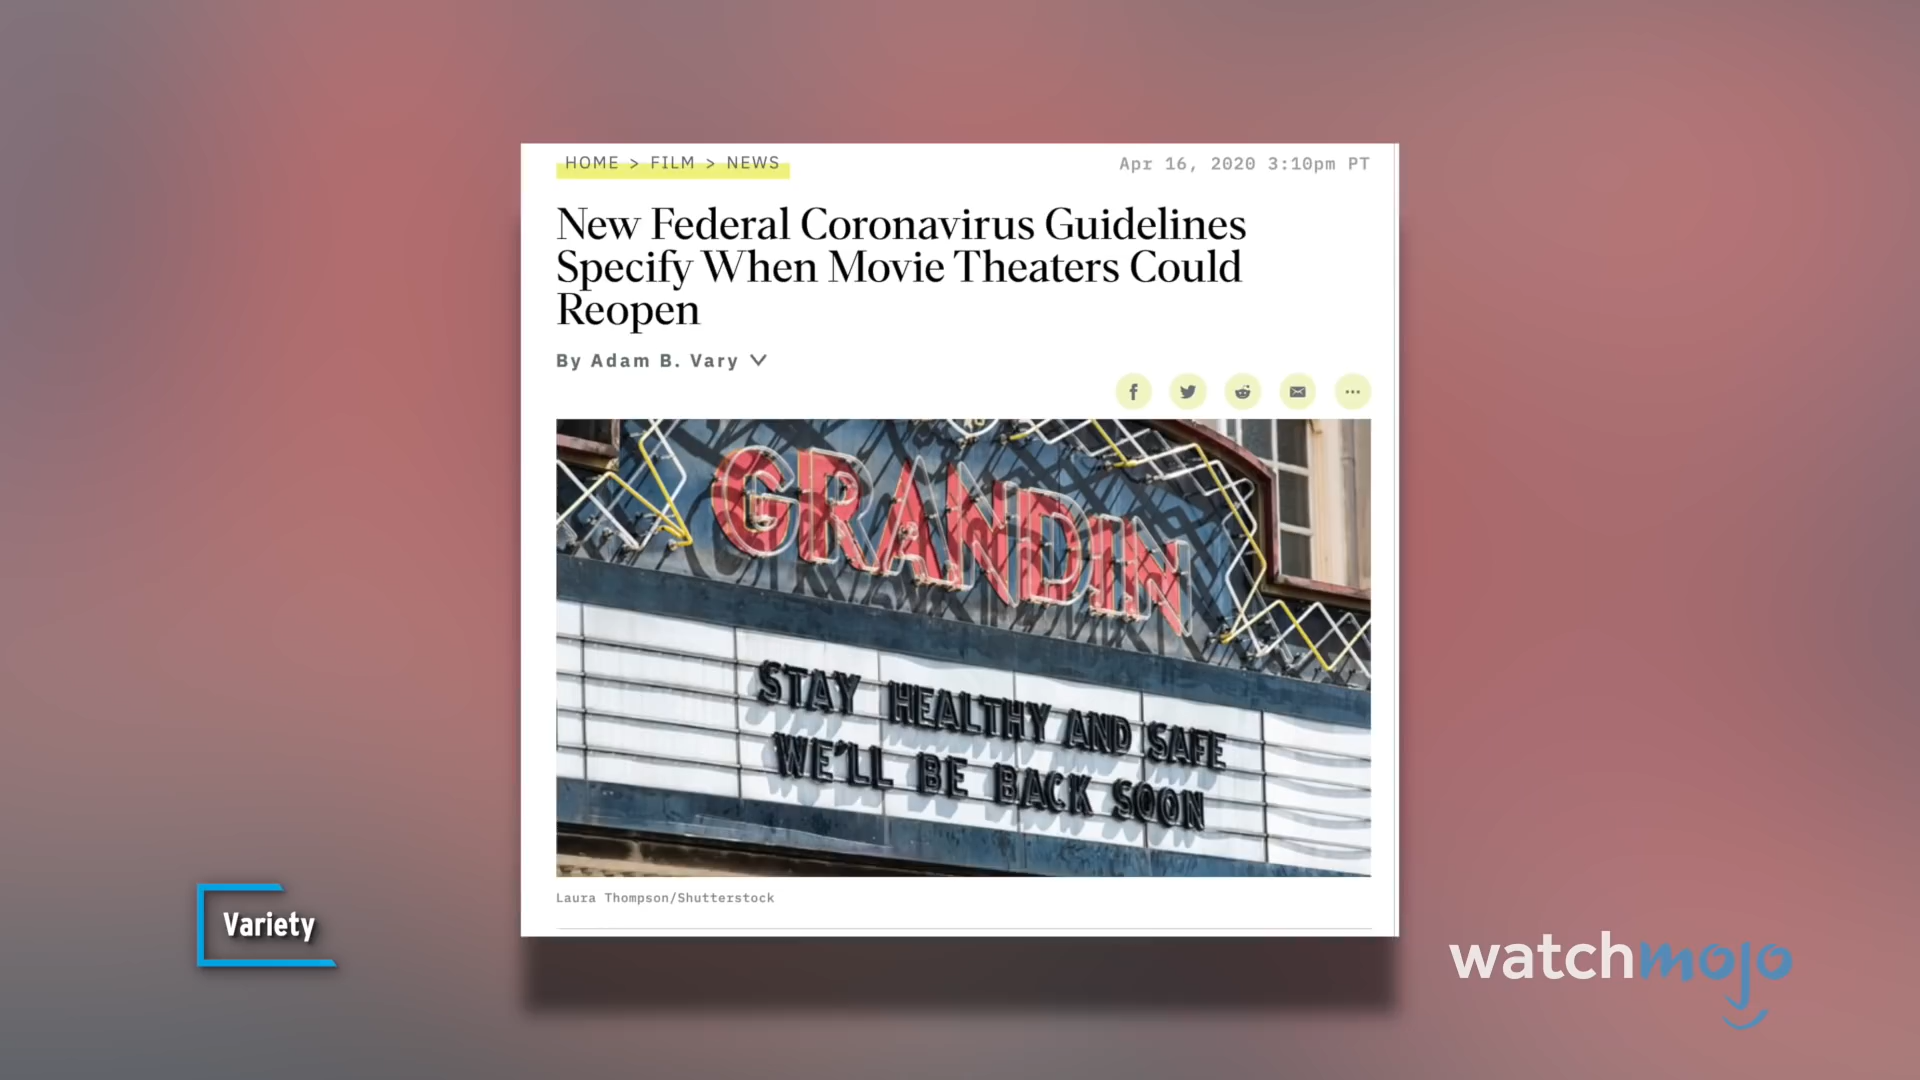 HOME > FILM > NEWS
Apr 16, 2020 3:10pm PT
New Federal Coronavirus Guidelines
Specify When Movie Theaters Could
Reopen
By Adam B. Vary
GRANDIN
STAY HEALTHY AND SAFE
WE'LL BE BACK SOON
Laura Thompson/Shutterstock
Variety
watchmojo